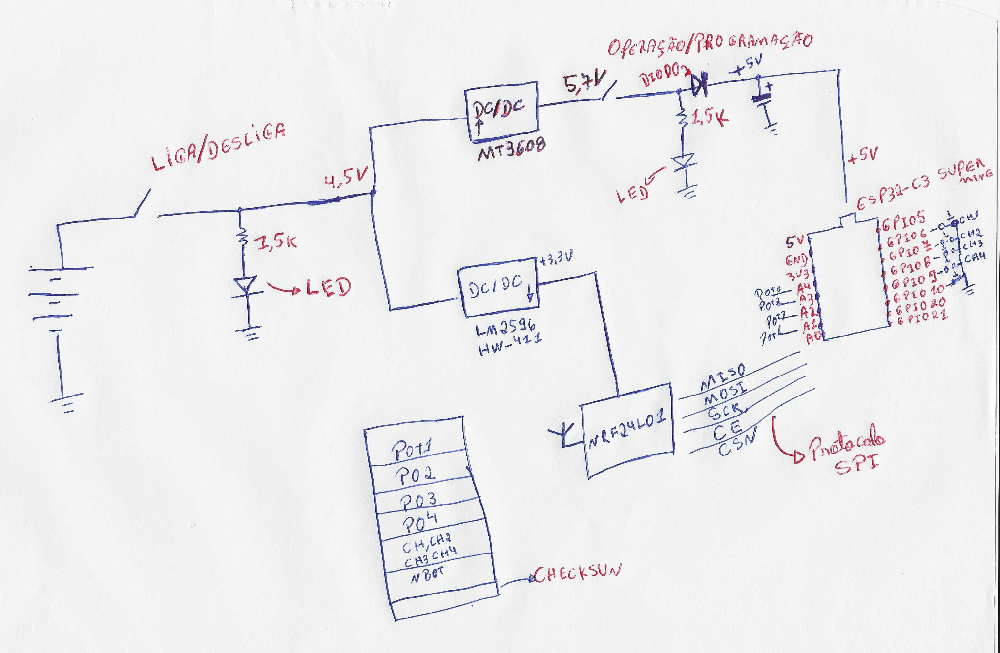 OPERAÇÃO/PROGRAMAÇÃO
DIODO
+5V
5,7V
DC/DC
MT3608
1,5K
LED
+5V
LIGA/DESLIGA
4,5V
1,5K
LED
+3,3V
DC/DC
LM2596
HW-411
ESP32-C3 SUPER
MINE
5V
GND
3V3
A4
A3
A2
A1
A0
GPIO5
GPIO6
GPIO7
GPIO8
GPIO9
GPIO10
GPIO20
GPIO21
CH1
CH2
CH3
CH4
Pot2
Pot1
NRF24L01
MISO
MOSI
SCK
CE
CSN
Protocolo
SPI
POT1
PO2
PO3
PO4
CH, CH2
CH3 CH4
NBOT
CHECKSUN